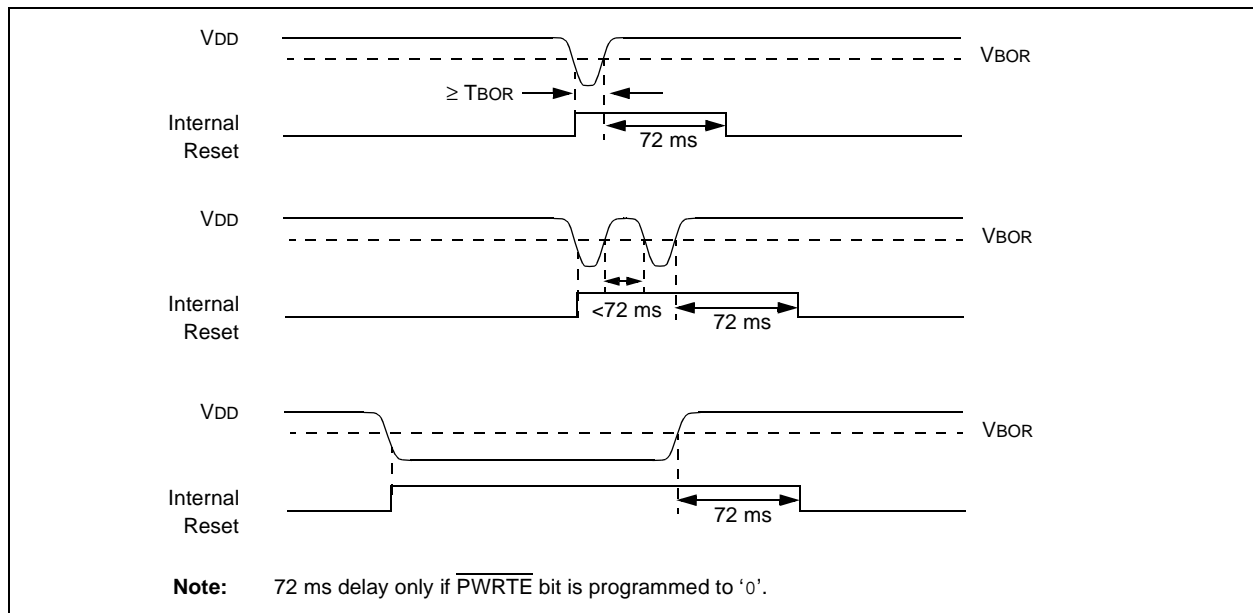 VDD
VBOR
≥ TBOR
Internal
Reset
72 ms
VDD
VBOR
Internal
Reset
<72 ms
72 ms
VDD
VBOR
Internal
Reset
72 ms
Note: 72 ms delay only if PWRTE bit is programmed to ‘0’.